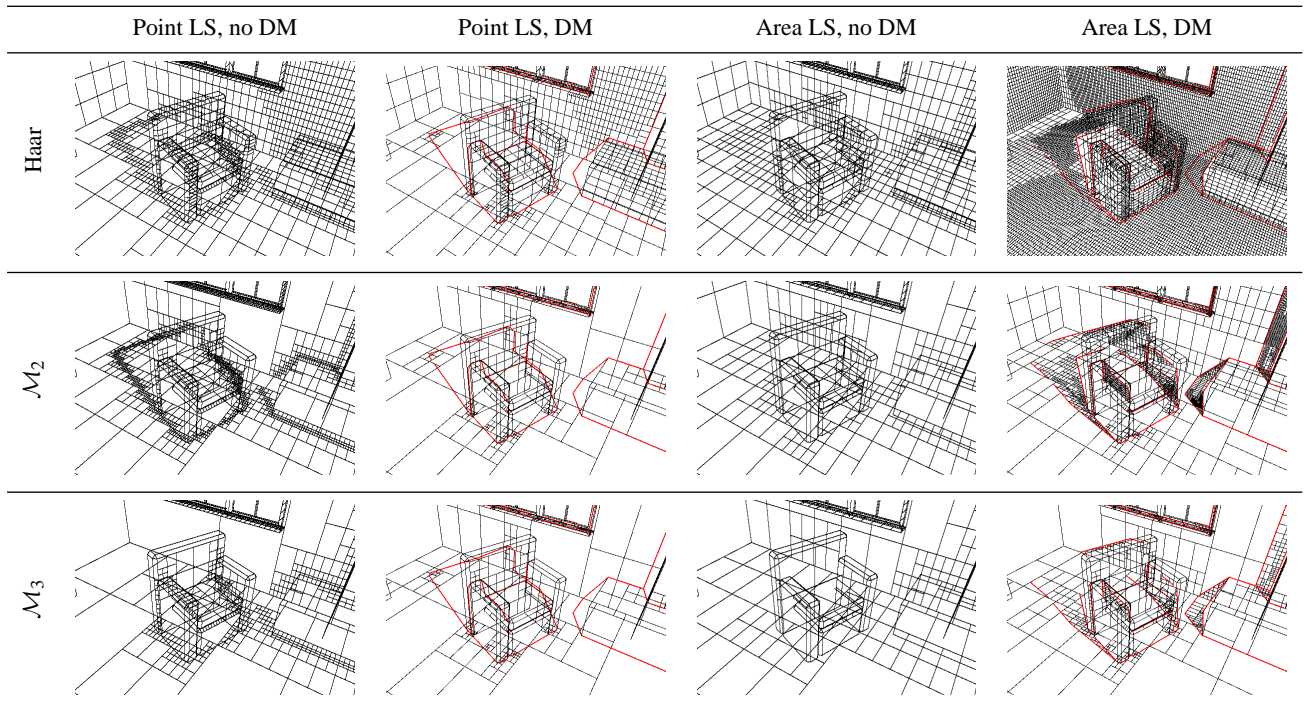 Point LS, no DM
Point LS, DM
Area LS, no DM
Area LS, DM
Haar
M₂
M₃